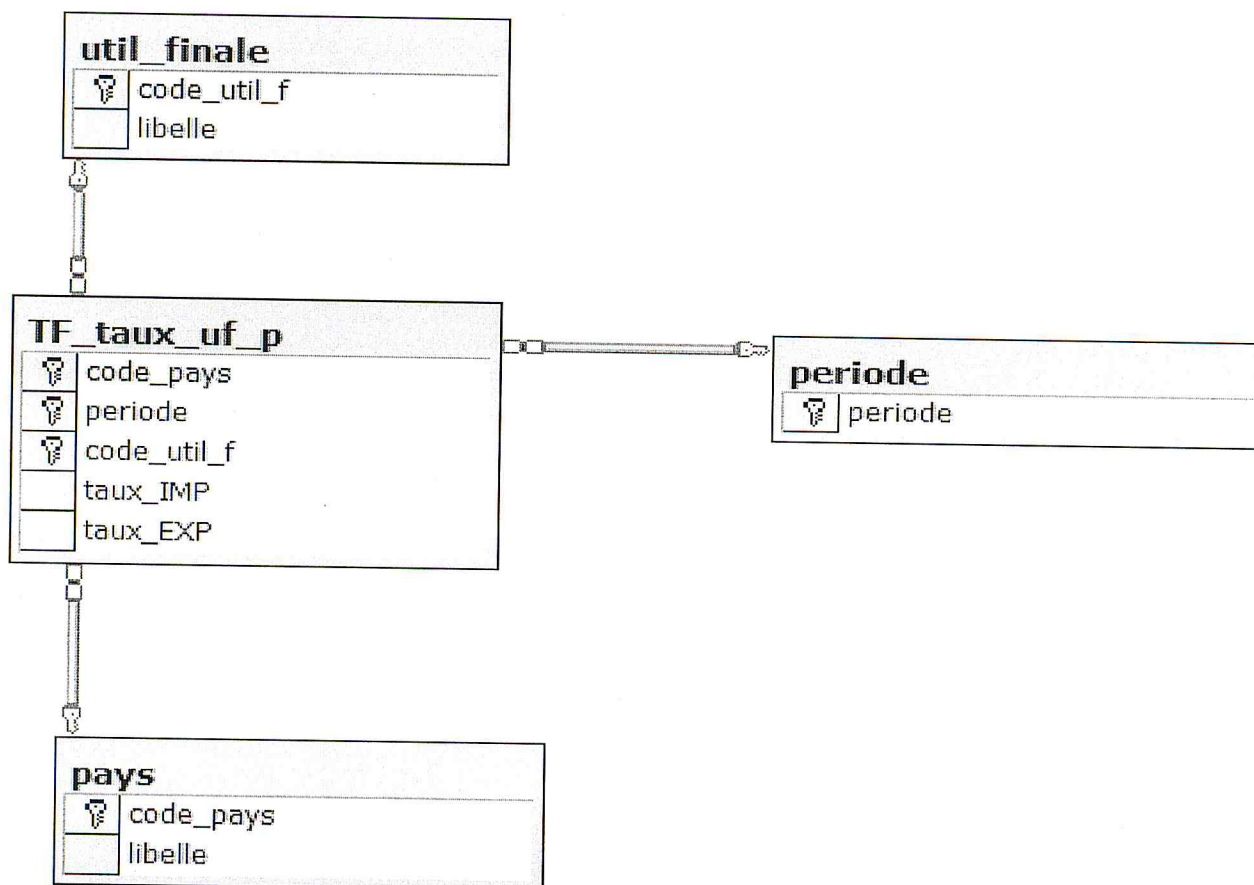 util_finale
code_util_f
libelle
TF_taux_uf_p
code_pays
periode
code_util_f
taux_IMP
taux_EXP
periode
periode
pays
code_pays
libelle